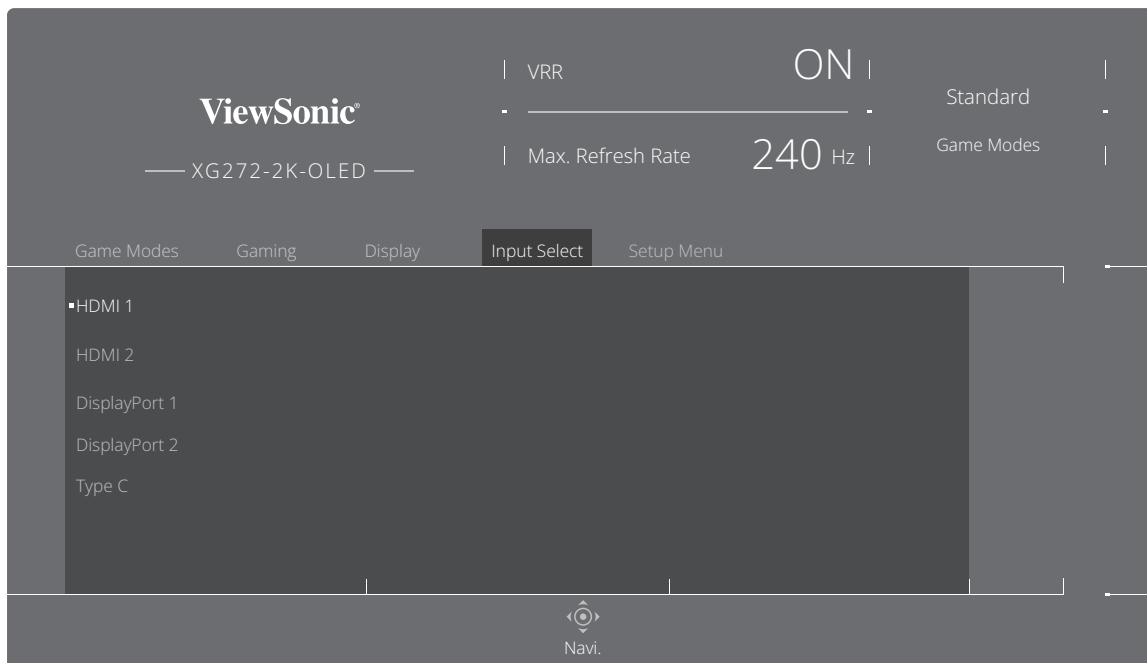 ViewSonic®
XG272-2K-OLED
VRR ON
Max. Refresh Rate 240 Hz
Standard
Game Modes
Game Modes Gaming Display Input Select Setup Menu
HDMI 1
HDMI 2
DisplayPort 1
DisplayPort 2
Type C
Navi.